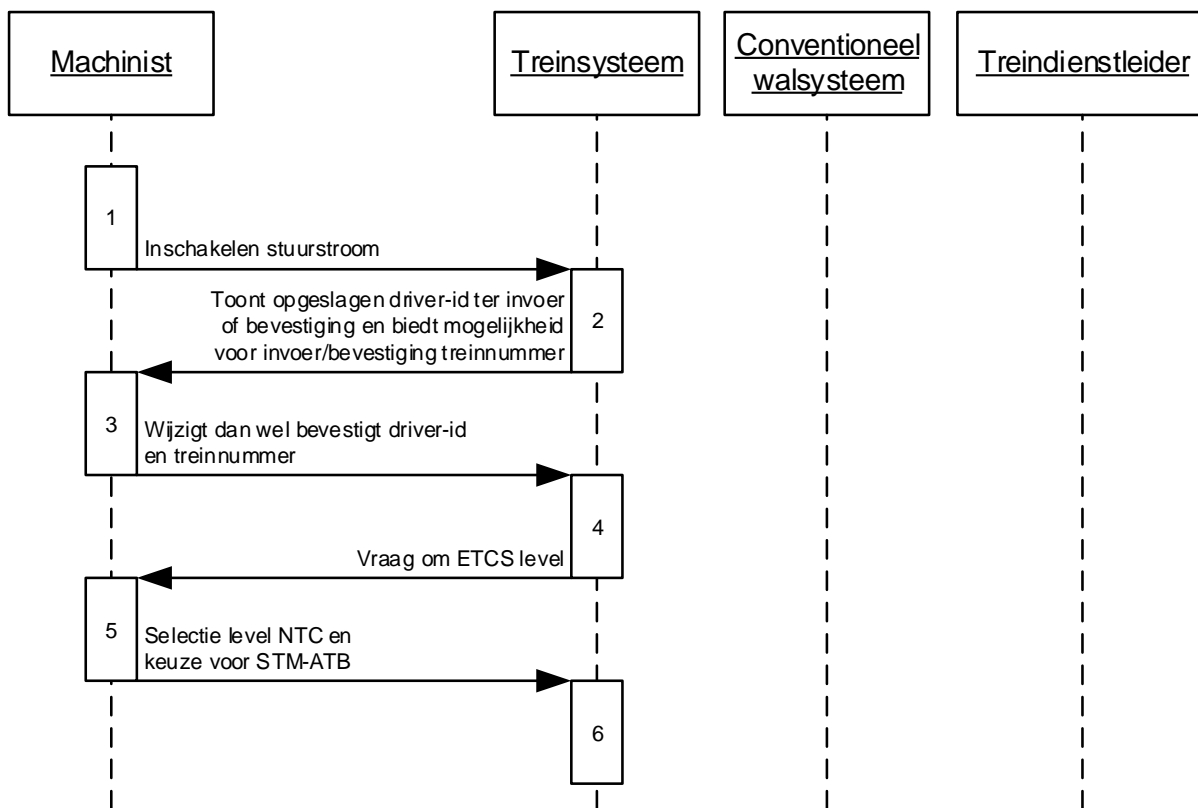 Machinist
Treinsysteem
Conventioneel
walsysteem
Treindienstleider
1
Inschakelen stuurstroom
Toont opgeslagen driver-id ter invoer
of bevestiging en biedt mogelijkheid
voor invoer/bevestiging treinnummer
2
3
Wijzigt dan wel bevestigt driver-id
en treinnummer
4
Vraag om ETCS level
5
Selectie level NTC en
keuze voor STM-ATB
6